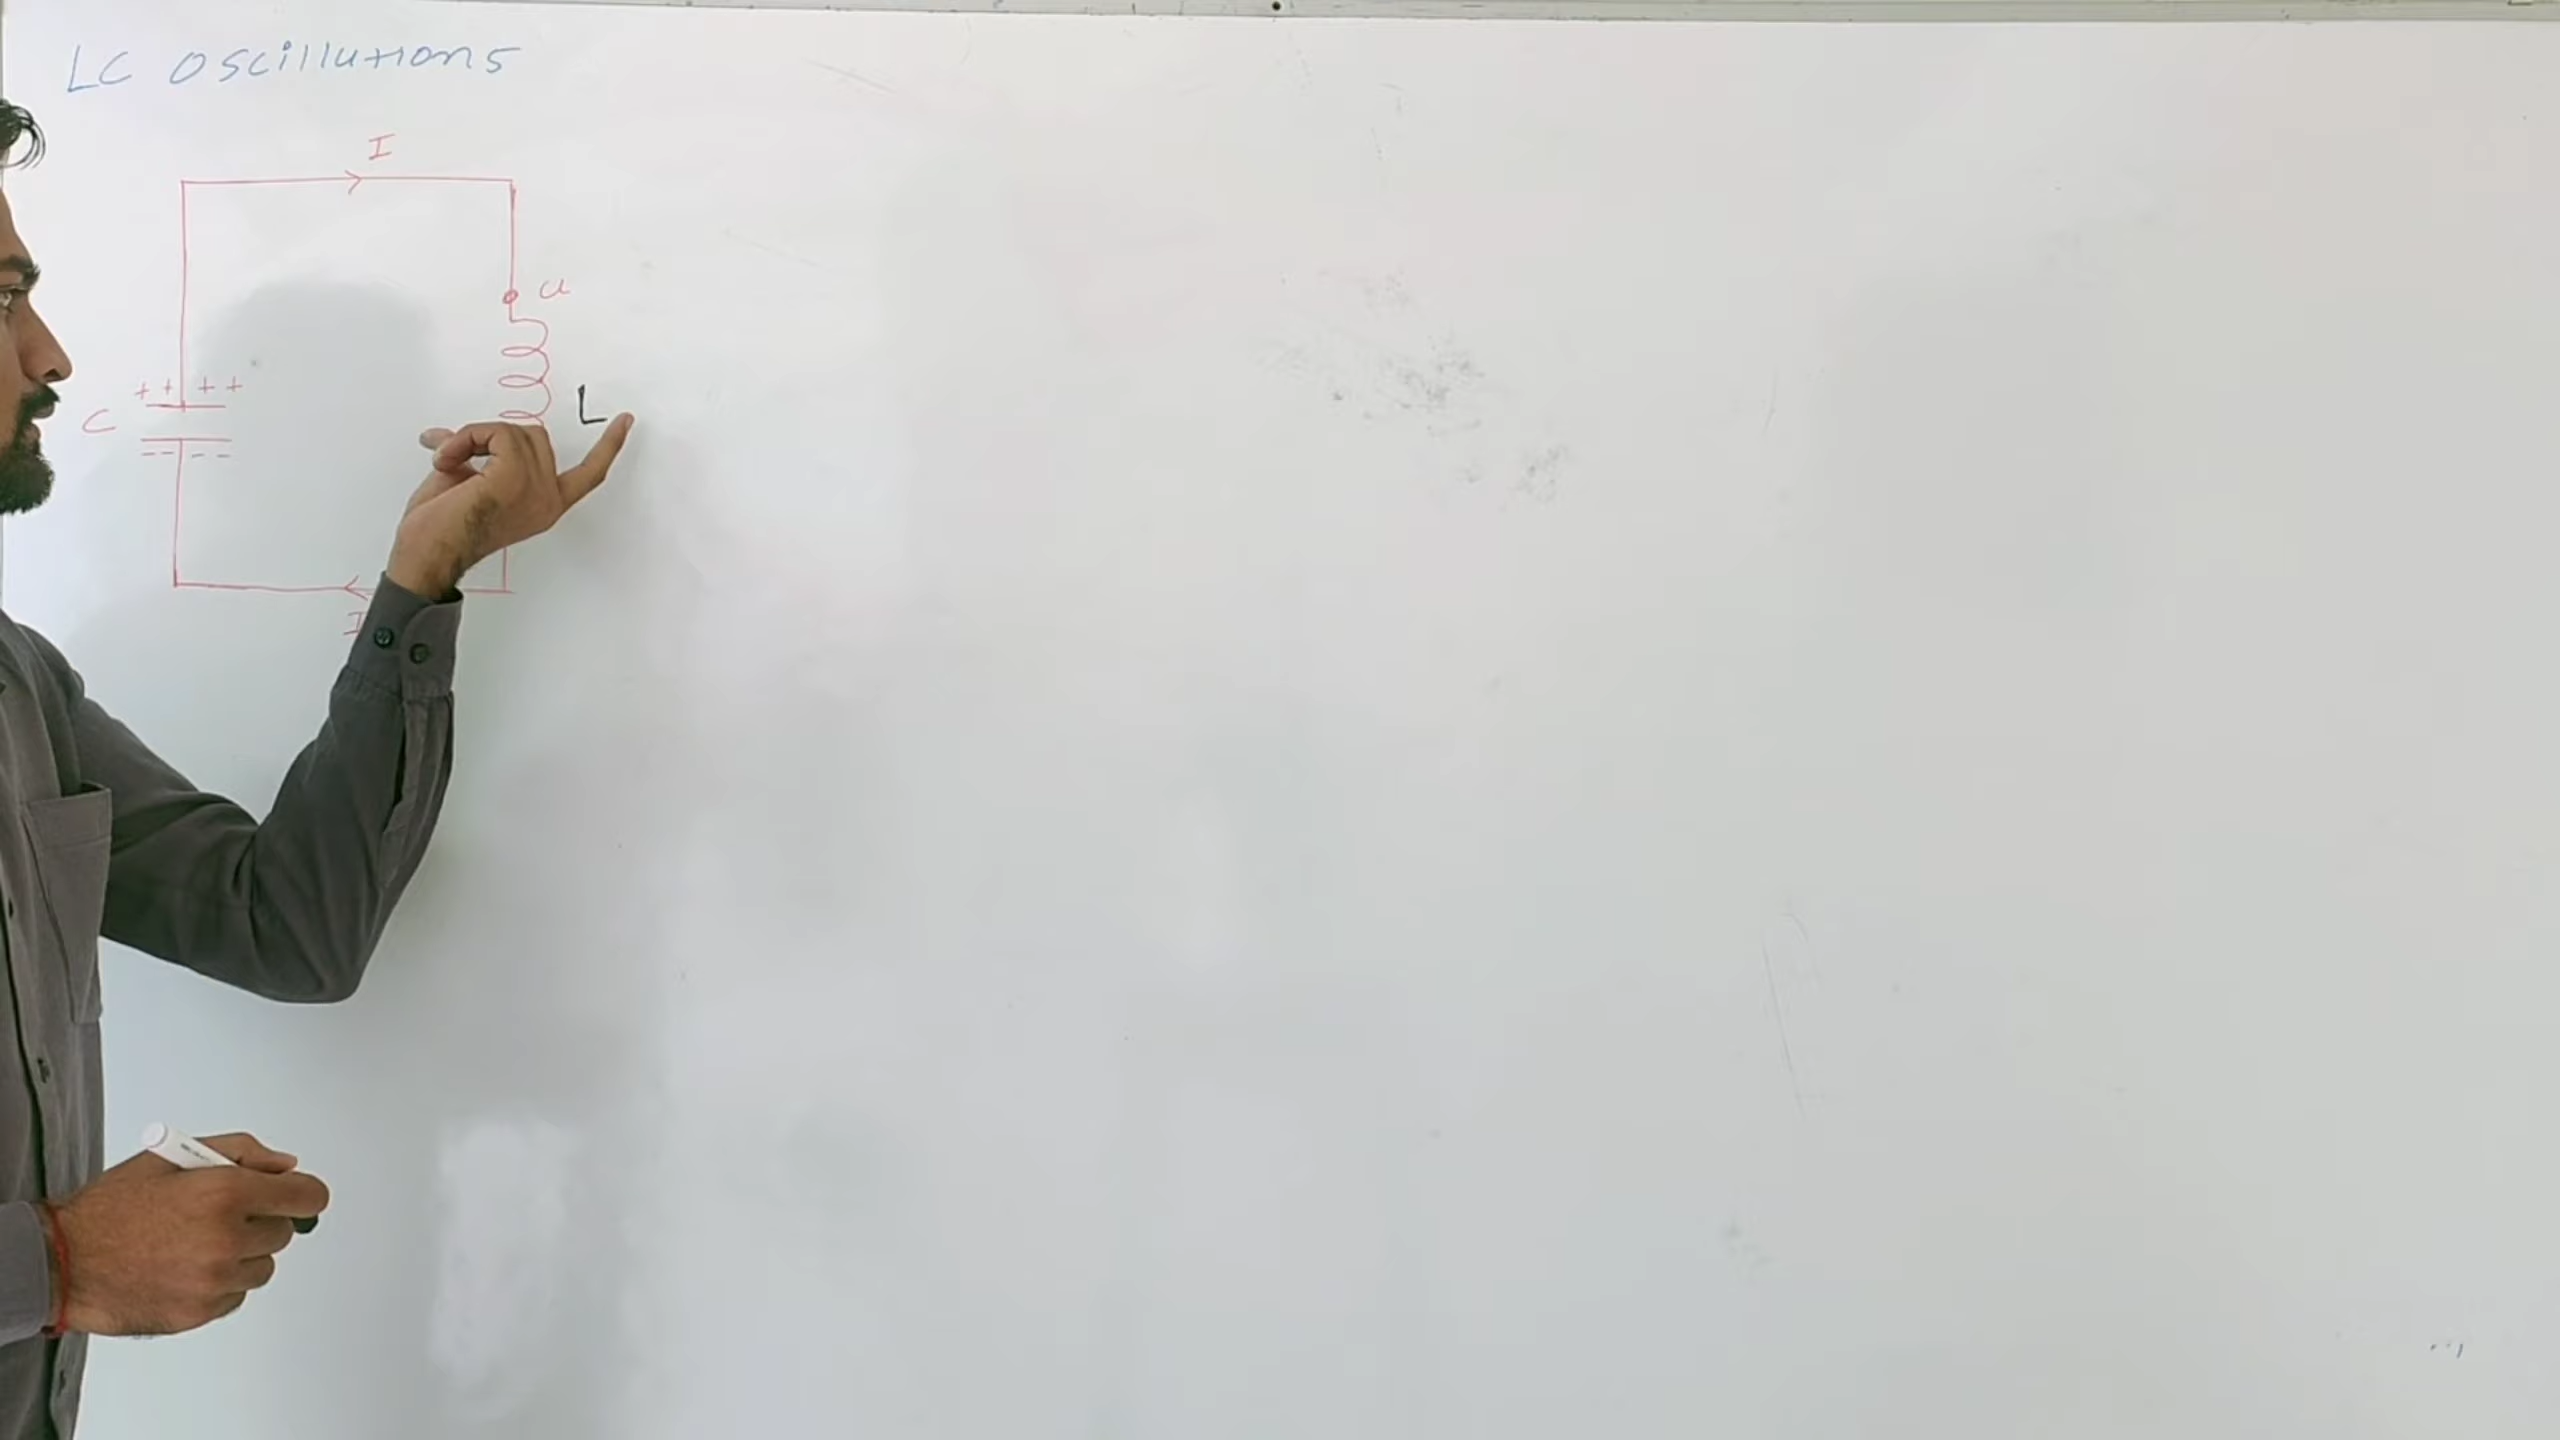 LC oscillations
I
a
+ + + +
L
C
-- --
I